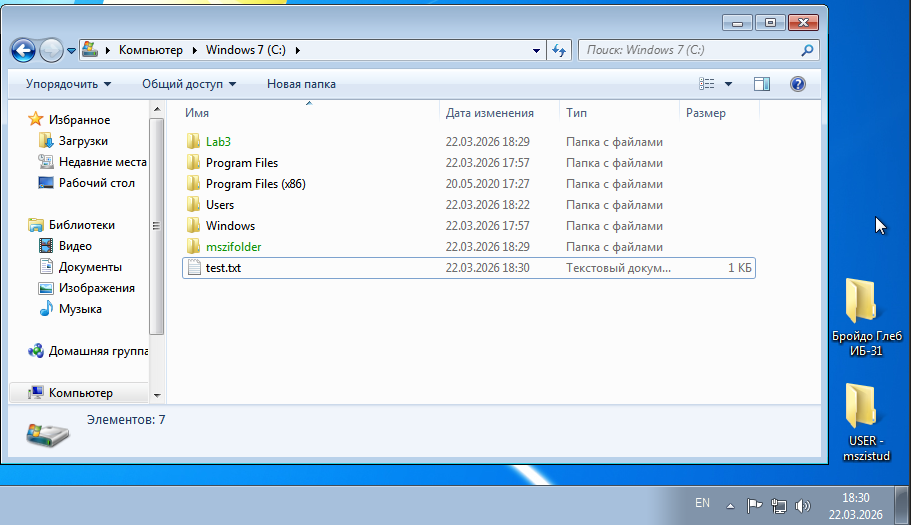 Компьютер
Windows 7 (C:)
Поиск: Windows 7 (C:)
Упорядочить
Общий доступ
Новая папка
Имя
Дата изменения
Тип
Размер
Избранное
Загрузки
Недавние места
Рабочий стол
Библиотеки
Видео
Документы
Изображения
Музыка
Домашняя группа
Компьютер
Lab3 22.03.2026 18:29 Папка с файлами
Program Files 22.03.2026 17:57 Папка с файлами
Program Files (x86) 20.05.2020 17:27 Папка с файлами
Users 22.03.2026 18:22 Папка с файлами
Windows 22.03.2026 17:57 Папка с файлами
mszifolder 22.03.2026 18:29 Папка с файлами
test.txt 22.03.2026 18:30 Текстовый докум... 1 КБ
Элементов: 7
Бройдо Глеб
ИБ-31
USER -
mszistud
EN
18:30
22.03.2026